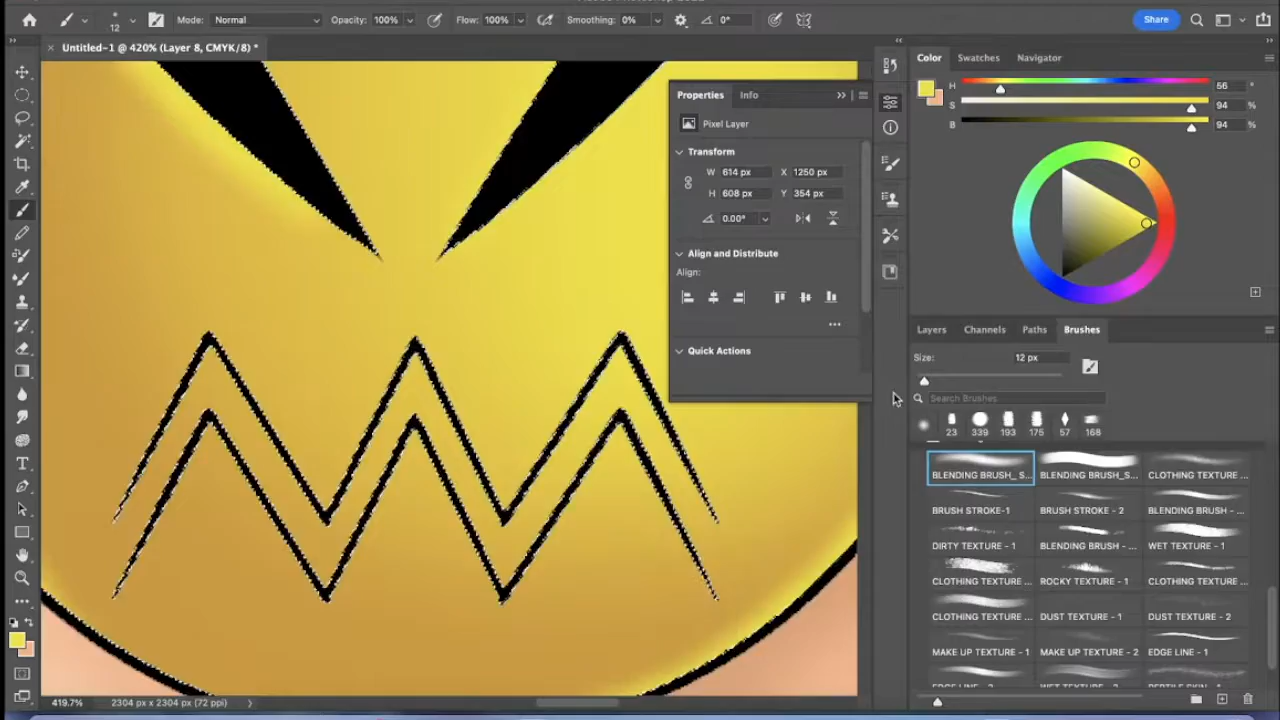 12
Mode: Normal
Opacity: 100%
Flow: 100%
Smoothing: 0%
0°
Share
Untitled-1 @ 420% (Layer 8, CMYK/8) *
Color Swatches Navigator
H 56 °
S 94 %
B 94 %
Properties Info
Pixel Layer
Transform
W 614 px X 1250 px
H 608 px Y 354 px
0.00°
Align and Distribute
Align:
Quick Actions
Layers Channels Paths Brushes
Size: 12 px
Search Brushes
23 339 193 175 57 168
BLENDING BRUSH_ S... BLENDING BRUSH_S... CLOTHING TEXTURE ...
BRUSH STROKE-1 BRUSH STROKE - 2 BLENDING BRUSH - ...
DIRTY TEXTURE - 1 BLENDING BRUSH - ... WET TEXTURE - 1
CLOTHING TEXTURE ... ROCKY TEXTURE - 1 CLOTHING TEXTURE ...
CLOTHING TEXTURE ... DUST TEXTURE - 1 DUST TEXTURE - 2
MAKE UP TEXTURE - 1 MAKE UP TEXTURE - 2 EDGE LINE - 1
419.7% 2304 px x 2304 px (72 ppi)